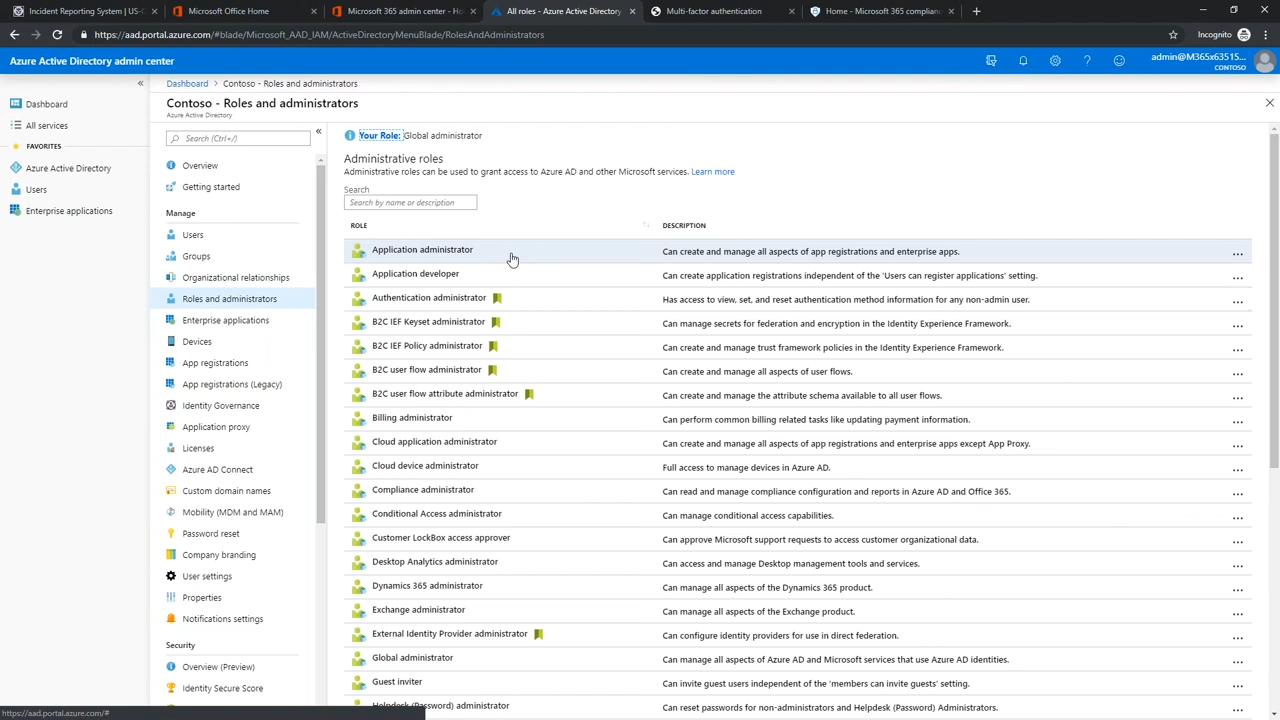 Incident Reporting System | US-C
Microsoft Office Home
Microsoft 365 admin center - Ho
All roles - Azure Active Directory
Multi-factor authentication
Home - Microsoft 365 complian
https://aad.portal.azure.com/#blade/Microsoft_AAD_IAM/ActiveDirectoryMenuBlade/RolesAndAdministrators
Incognito
Azure Active Directory admin center
admin@M365x63515...
CONTOSO
Dashboard
All services
FAVORITES
Azure Active Directory
Users
Enterprise applications
Dashboard > Contoso - Roles and administrators
Contoso - Roles and administrators
Azure Active Directory
Search (Ctrl+/)
Overview
Getting started
Manage
Users
Groups
Organizational relationships
Roles and administrators
Enterprise applications
Devices
App registrations
App registrations (Legacy)
Identity Governance
Application proxy
Licenses
Azure AD Connect
Custom domain names
Mobility (MDM and MAM)
Password reset
Company branding
User settings
Properties
Notifications settings
Security
Overview (Preview)
Identity Secure Score
Your Role: Global administrator
Administrative roles
Administrative roles can be used to grant access to Azure AD and other Microsoft services. Learn more
Search
Search by name or description
ROLE DESCRIPTION
Application administrator Can create and manage all aspects of app registrations and enterprise apps.
Application developer Can create application registrations independent of the 'Users can register applications' setting.
Authentication administrator Has access to view, set, and reset authentication method information for any non-admin user.
B2C IEF Keyset administrator Can manage secrets for federation and encryption in the Identity Experience Framework.
B2C IEF Policy administrator Can create and manage trust framework policies in the Identity Experience Framework.
B2C user flow administrator Can create and manage all aspects of user flows.
B2C user flow attribute administrator Can create and manage the attribute schema available to all user flows.
Billing administrator Can perform common billing related tasks like updating payment information.
Cloud application administrator Can create and manage all aspects of app registrations and enterprise apps except App Proxy.
Cloud device administrator Full access to manage devices in Azure AD.
Compliance administrator Can read and manage compliance configuration and reports in Azure AD and Office 365.
Conditional Access administrator Can manage conditional access capabilities.
Customer LockBox access approver Can approve Microsoft support requests to access customer organizational data.
Desktop Analytics administrator Can access and manage Desktop management tools and services.
Dynamics 365 administrator Can manage all aspects of the Dynamics 365 product.
Exchange administrator Can manage all aspects of the Exchange product.
External Identity Provider administrator Can configure identity providers for use in direct federation.
Global administrator Can manage all aspects of Azure AD and Microsoft services that use Azure AD identities.
Guest inviter Can invite guest users independent of the 'members can invite guests' setting.
Helpdesk (Password) administrator Can reset passwords for non-administrators and Helpdesk (Password) Administrators.
https://aad.portal.azure.com/#